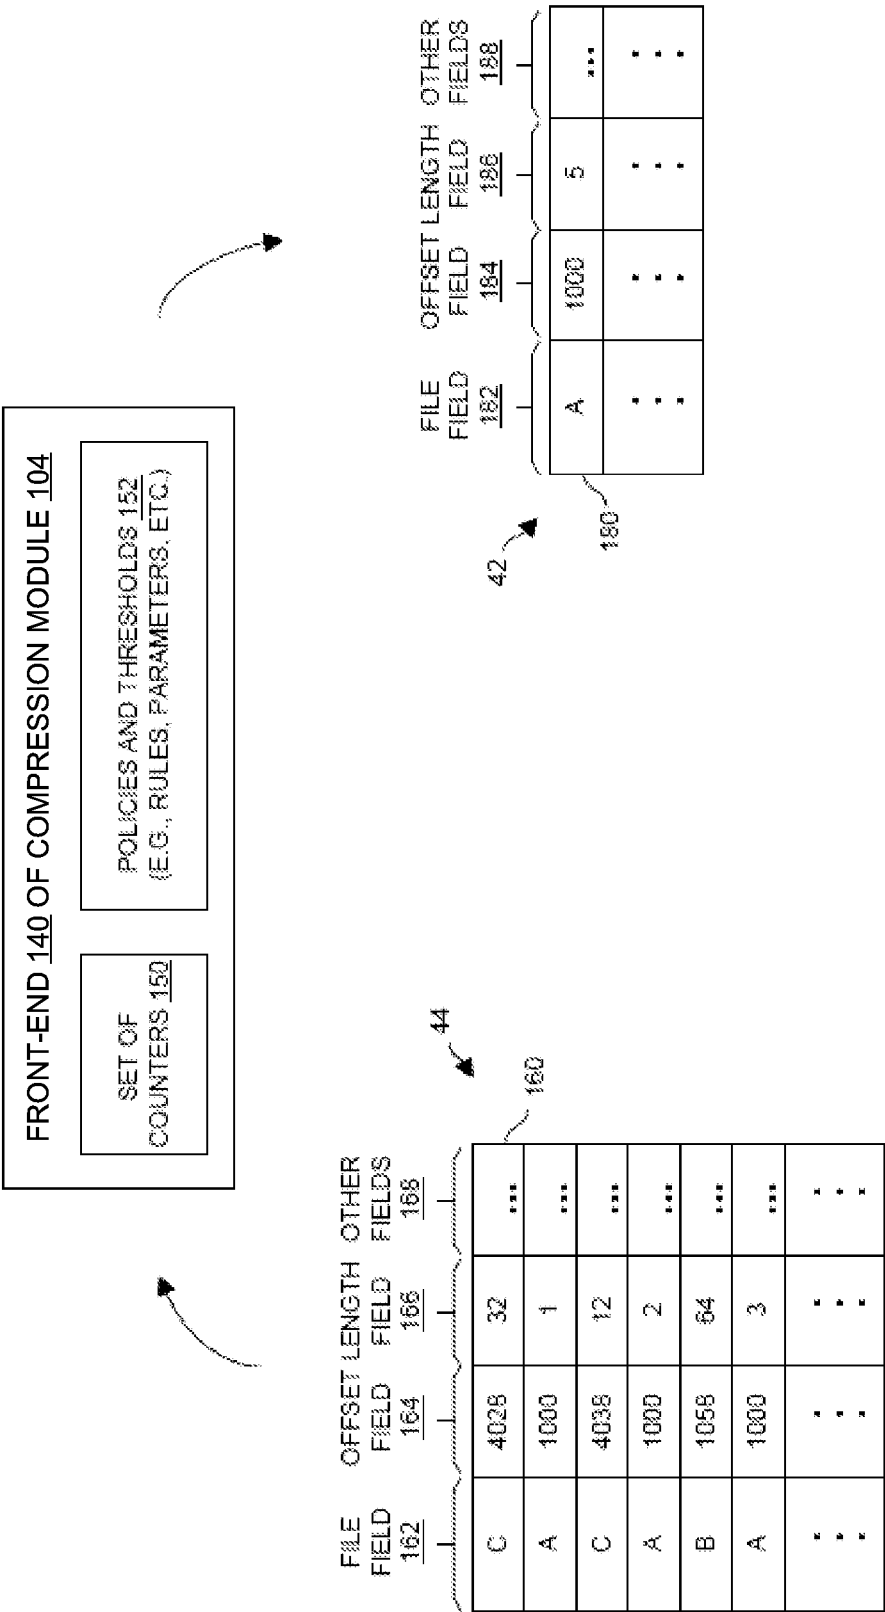 FRONT-END 140 OF COMPRESSION MODULE 104
SET OF
COUNTERS 150
POLICIES AND THRESHOLDS 152
(E.G., RULES, PARAMETERS, ETC.)
44
160
FILE
FIELD
162
OFFSET
FIELD
164
LENGTH
FIELD
166
OTHER
FIELDS
168
C 4028 32 ...
A 1000 1 ...
C 4038 12 ...
A 1000 2 ...
B 1058 64 ...
A 1000 3 ...
42
180
FILE
FIELD
182
OFFSET
FIELD
184
LENGTH
FIELD
186
OTHER
FIELDS
188
A 1000 5 ...